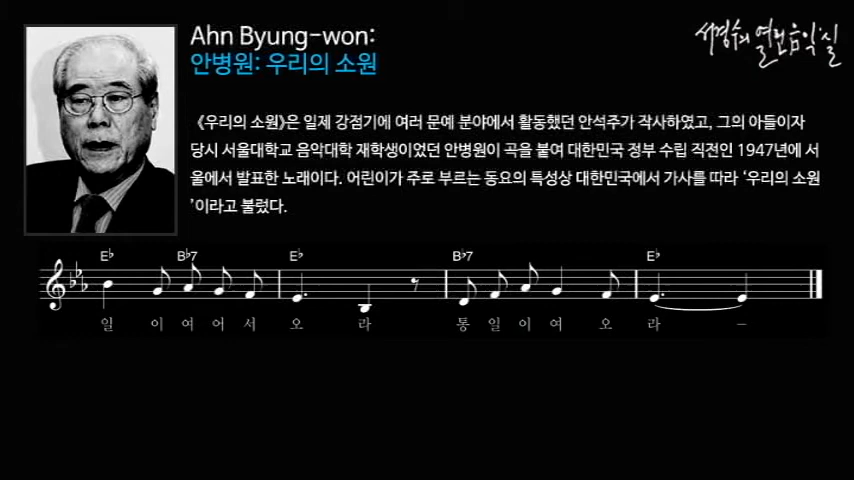 Ahn Byung-won:
안병원: 우리의 소원
서경수의 열린음악실
《우리의 소원》은 일제 강점기에 여러 문예 분야에서 활동했던 안석주가 작사하였고, 그의 아들이자
당시 서울대학교 음악대학 재학생이었던 안병원이 곡을 붙여 대한민국 정부 수립 직전인 1947년에 서
울에서 발표한 노래이다. 어린이가 주로 부르는 동요의 특성상 대한민국에서 가사를 따라 ‘우리의 소원
’이라고 불렀다.
E♭ B♭7 E♭ B♭7 E♭
일 이 여 어 서 오 라 통 일 이 여 오 라 –